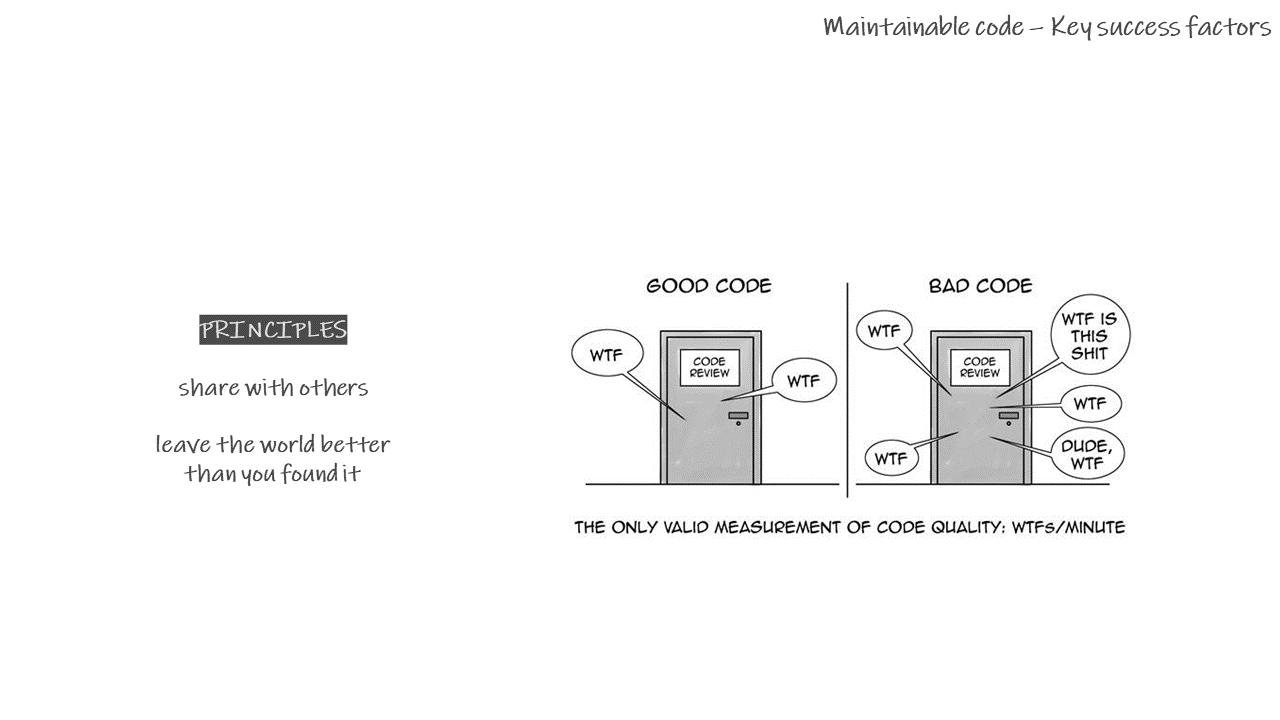 Maintainable code – Key success factors
PRINCIPLES
share with others
leave the world better
than you found it
GOOD CODE
WTF
CODE
REVIEW
WTF
BAD CODE
WTF
CODE
REVIEW
WTF IS
THIS
SHIT
WTF
WTF
DUDE,
WTF
THE ONLY VALID MEASUREMENT OF CODE QUALITY: WTFS/MINUTE